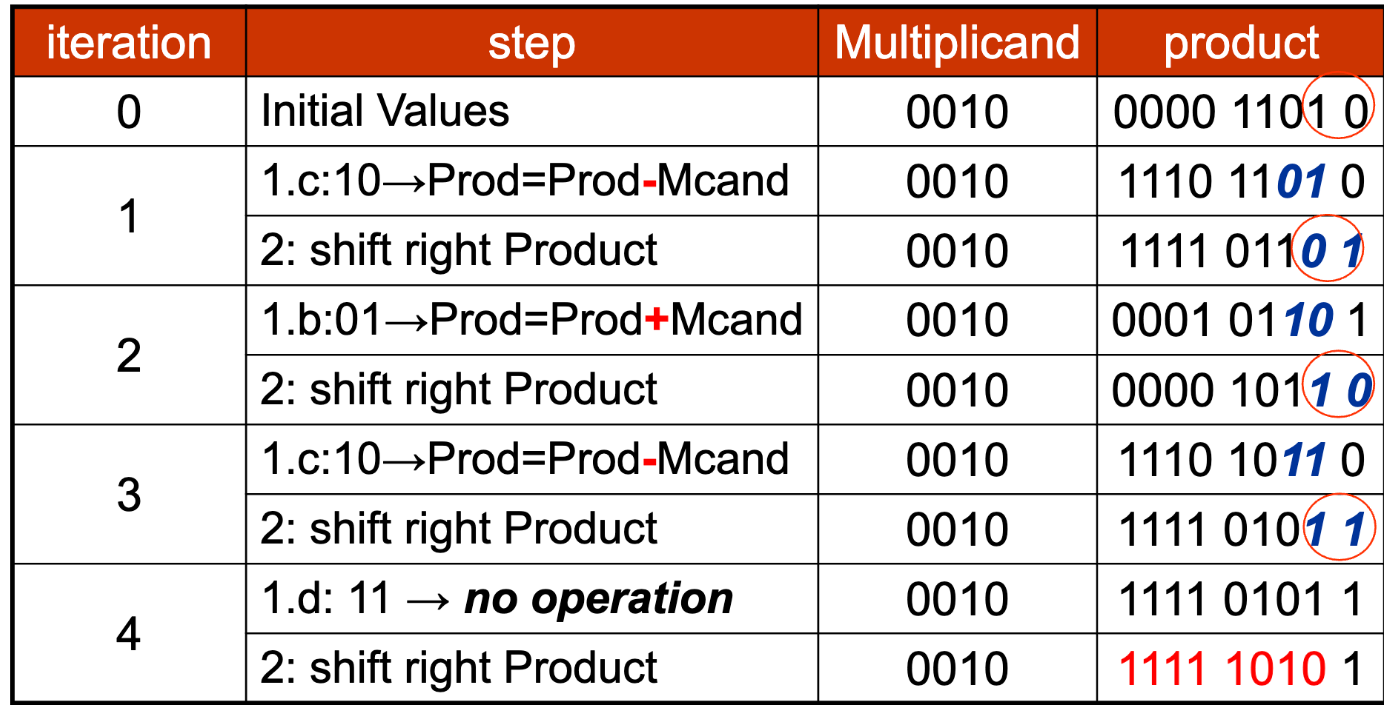 iteration step Multiplicand product
0 Initial Values 0010 0000 1101 0
1 1.c:10→Prod=Prod-Mcand 0010 1110 1101 0
2: shift right Product 0010 1111 0110 1
2 1.b:01→Prod=Prod+Mcand 0010 0001 0110 1
2: shift right Product 0010 0000 1011 0
3 1.c:10→Prod=Prod-Mcand 0010 1110 1011 0
2: shift right Product 0010 1111 0101 1
4 1.d: 11 → no operation 0010 1111 0101 1
2: shift right Product 0010 1111 1010 1